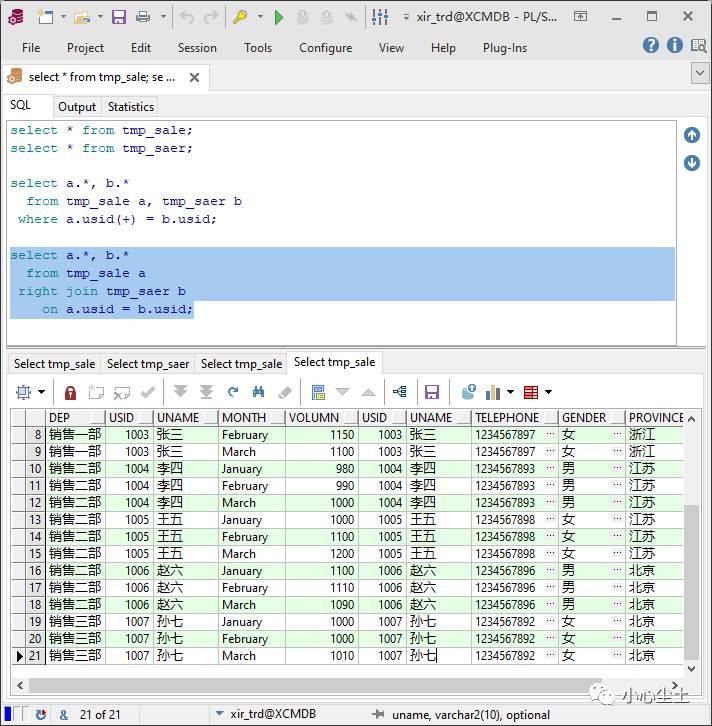 xir_trd@XCMDB - PL/S...
File Project Edit Session Tools Configure View Help Plug-Ins
select * from tmp_sale; se ...
SQL Output Statistics
select * from tmp_sale;
select * from tmp_saer;
select a.*, b.*
from tmp_sale a, tmp_saer b
where a.usid(+) = b.usid;
select a.*, b.*
from tmp_sale a
right join tmp_saer b
on a.usid = b.usid;
Select tmp_sale Select tmp_saer Select tmp_sale Select tmp_sale
DEP USID UNAME MONTH VOLUMN USID UNAME TELEPHONE GENDER PROVINCE
8 销售一部 1003 张三 February 1150 1003 张三 1234567897 ··· 女 ··· 浙江
9 销售一部 1003 张三 March 1100 1003 张三 1234567897 ··· 女 ··· 浙江
10 销售二部 1004 李四 January 980 1004 李四 1234567893 ··· 男 ··· 江苏
11 销售二部 1004 李四 February 990 1004 李四 1234567893 ··· 男 ··· 江苏
12 销售二部 1004 李四 March 1000 1004 李四 1234567893 ··· 男 ··· 江苏
13 销售二部 1005 王五 January 1000 1005 王五 1234567898 ··· 女 ··· 江苏
14 销售二部 1005 王五 February 1100 1005 王五 1234567898 ··· 女 ··· 江苏
15 销售二部 1005 王五 March 1200 1005 王五 1234567898 ··· 女 ··· 江苏
16 销售二部 1006 赵六 January 1100 1006 赵六 1234567896 ··· 男 ··· 北京
17 销售二部 1006 赵六 February 1110 1006 赵六 1234567896 ··· 男 ··· 北京
18 销售二部 1006 赵六 March 1090 1006 赵六 1234567896 ··· 男 ··· 北京
19 销售三部 1007 孙七 January 1000 1007 孙七 1234567892 ··· 女 ··· 北京
20 销售三部 1007 孙七 February 1000 1007 孙七 1234567892 ··· 女 ··· 北京
21 销售三部 1007 孙七 March 1010 1007 孙七 1234567892 ··· 女 ··· 北京
小心尘土
& 21 of 21 xir_trd@XCMDB uname, varchar2(10), optional